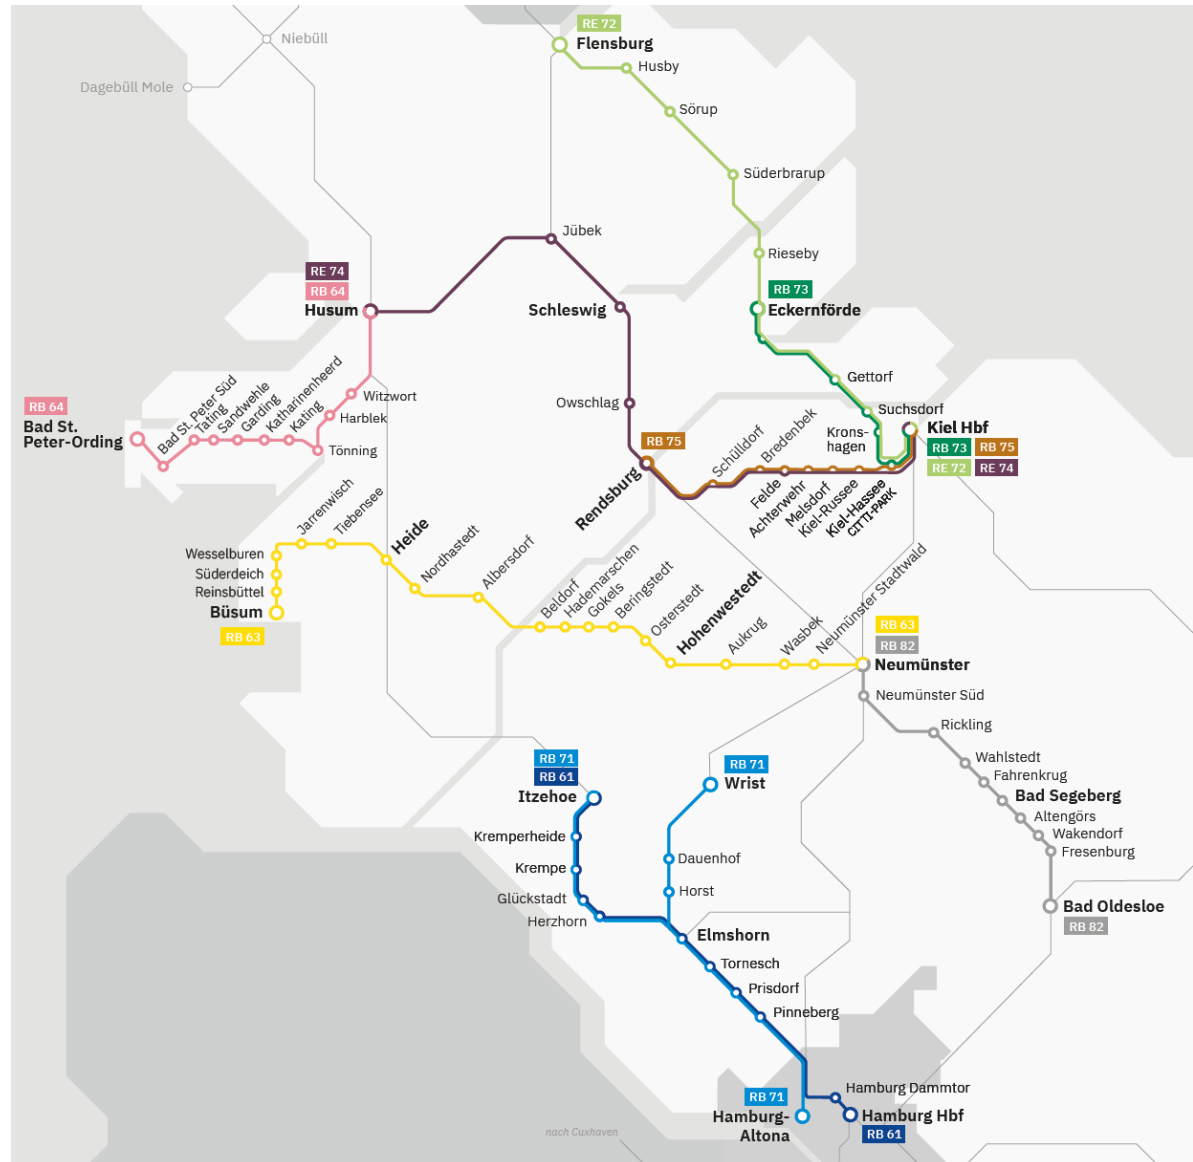 RE 72
Flensburg
Niebüll
Husby
Dagebüll Mole
Sörup
Süderbrarup
Jübek
Rieseby
RE 74
RB 64
Husum
RB 73
Eckernförde
Schleswig
Gettorf
Witzwort
Harblek
Tönning
Katharinenheerd
Kating
Garding
Sandwehle
Tating
Bad St. Peter Süd
RB 64
Bad St.
Peter-Ording
Owschlag
Suchsdorf
Krons-
hagen
Kiel Hbf
RB 73
RB 75
RE 72
RE 74
RB 75
Rendsburg
Schülldorf
Bredenbek
Felde
Achterwehr
Melsdorf
Kiel-Russee
Kiel-Hassee
CITTI-PARK
Jarrenwisch
Tiebensee
Heide
Wesselburen
Süderdeich
Reinsbüttel
Büsum
RB 63
Nordhastedt
Albersdorf
Beldorf
Hademarschen
Gokels
Beringstedt
Osterstedt
Hohenwestedt
Aukrug
Wasbek
Neumünster Stadtwald
RB 63
RB 82
Neumünster
Neumünster Süd
Rickling
Wahlstedt
Fahrenkrug
Bad Segeberg
Altengörs
Wakendorf
Fresenburg
Bad Oldesloe
RB 82
RB 71
RB 61
Itzehoe
RB 71
Wrist
Kremperheide
Krempe
Glückstadt
Herzhorn
Dauenhof
Horst
Elmshorn
Tornesch
Prisdorf
Pinneberg
RB 71
Hamburg-
Altona
Hamburg Dammtor
Hamburg Hbf
RB 61
nach Cuxhaven